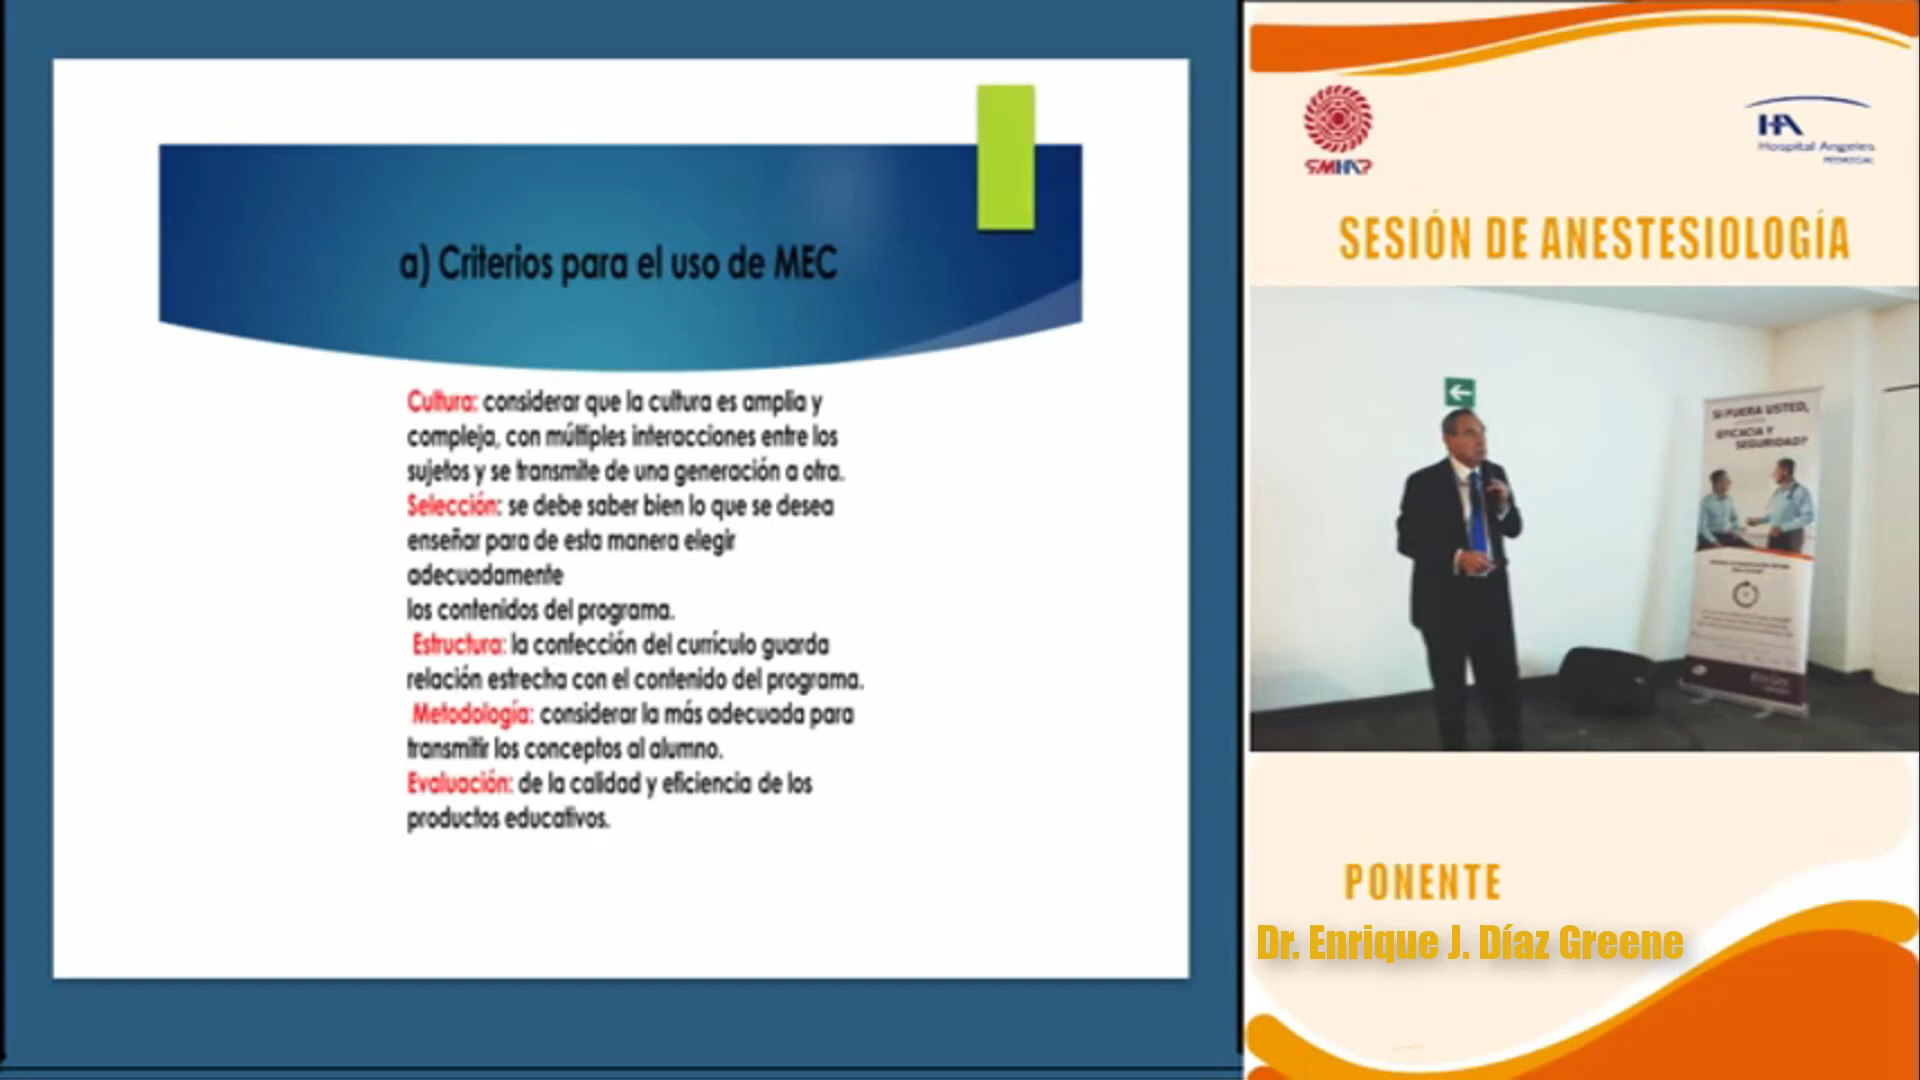 a) Criterios para el uso de MEC
Cultura: considerar que la cultura es amplia y
compleja, con múltiples interacciones entre los
sujetos y se transmite de una generación a otra.
Selección: se debe saber bien lo que se desea
enseñar para de esta manera elegir
adecuadamente
los contenidos del programa.
Estructura: la confección del currículo guarda
relación estrecha con el contenido del programa.
Metodología: considerar la más adecuada para
transmitir los conceptos al alumno.
Evaluación: de la calidad y eficiencia de los
productos educativos.
SMHAP
HA
Hospital Angeles
PEDREGAL
SESIÓN DE ANESTESIOLOGÍA
SI FUERA USTED,
EFICACIA Y
SEGURIDAD?
PONENTE
Dr. Enrique J. Díaz Greene